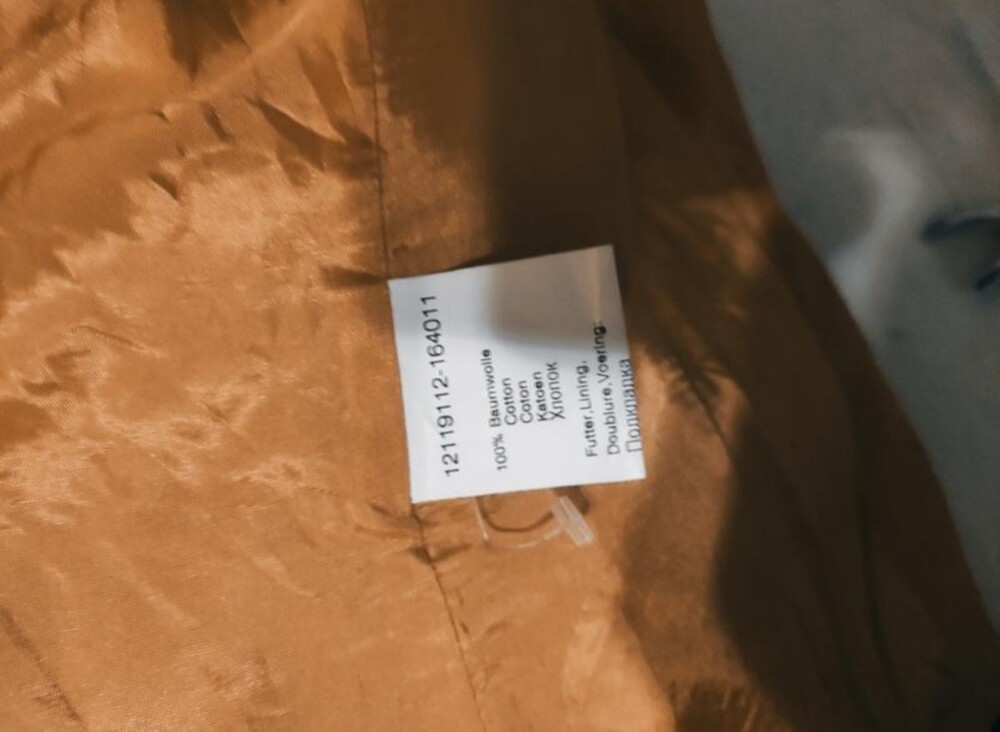 12119112-164011
100% Baumwolle
Cotton
Coton
Katoen
Хлопок
Futter,Lining,
Doublure,Voering:
Подкладка